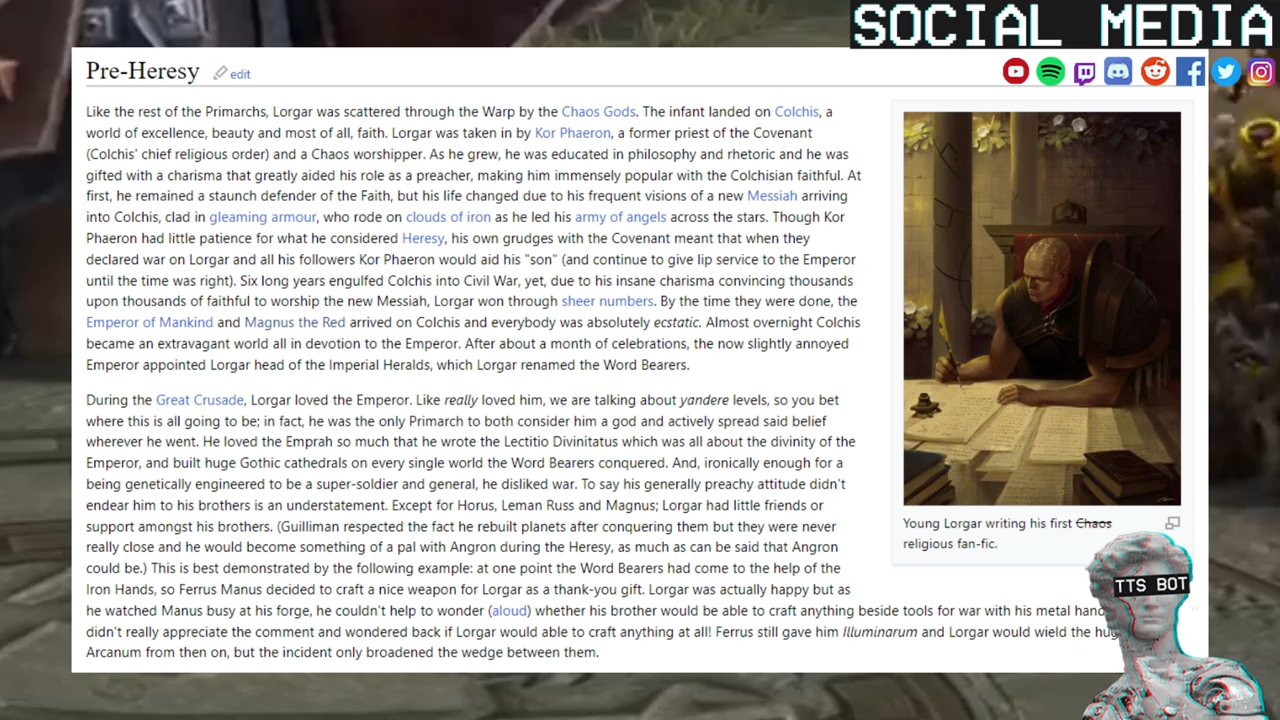 SOCIAL MEDIA
Pre-Heresy edit
Like the rest of the Primarchs, Lorgar was scattered through the Warp by the Chaos Gods. The infant landed on Colchis, a
world of excellence, beauty and most of all, faith. Lorgar was taken in by Kor Phaeron, a former priest of the Covenant
(Colchis' chief religious order) and a Chaos worshipper. As he grew, he was educated in philosophy and rhetoric and he was
gifted with a charisma that greatly aided his role as a preacher, making him immensely popular with the Colchisian faithful. At
first, he remained a staunch defender of the Faith, but his life changed due to his frequent visions of a new Messiah arriving
into Colchis, clad in gleaming armour, who rode on clouds of iron as he led his army of angels across the stars. Though Kor
Phaeron had little patience for what he considered Heresy, his own grudges with the Covenant meant that when they
declared war on Lorgar and all his followers Kor Phaeron would aid his "son" (and continue to give lip service to the Emperor
until the time was right). Six long years engulfed Colchis into Civil War, yet, due to his insane charisma convincing thousands
upon thousands of faithful to worship the new Messiah, Lorgar won through sheer numbers. By the time they were done, the
Emperor of Mankind and Magnus the Red arrived on Colchis and everybody was absolutely ecstatic. Almost overnight Colchis
became an extravagant world all in devotion to the Emperor. After about a month of celebrations, the now slightly annoyed
Emperor appointed Lorgar head of the Imperial Heralds, which Lorgar renamed the Word Bearers.
During the Great Crusade, Lorgar loved the Emperor. Like really loved him, we are talking about yandere levels, so you bet
where this is all going to be; in fact, he was the only Primarch to both consider him a god and actively spread said belief
wherever he went. He loved the Emprah so much that he wrote the Lectitio Divinitatus which was all about the divinity of the
Emperor, and built huge Gothic cathedrals on every single world the Word Bearers conquered. And, ironically enough for a
being genetically engineered to be a super-soldier and general, he disliked war. To say his generally preachy attitude didn't
endear him to his brothers is an understatement. Except for Horus, Leman Russ and Magnus; Lorgar had little friends or
support amongst his brothers. (Guilliman respected the fact he rebuilt planets after conquering them but they were never
really close and he would become something of a pal with Angron during the Heresy, as much as can be said that Angron
could be.) This is best demonstrated by the following example: at one point the Word Bearers had come to the help of the
Iron Hands, so Ferrus Manus decided to craft a nice weapon for Lorgar as a thank-you gift. Lorgar was actually happy but as
he watched Manus busy at his forge, he couldn't help to wonder (aloud) whether his brother would be able to craft anything beside tools for war with his metal hand
didn't really appreciate the comment and wondered back if Lorgar would able to craft anything at all! Ferrus still gave him Illuminarum and Lorgar would wield the
Arcanum from then on, but the incident only broadened the wedge between them.
Young Lorgar writing his first Chaos
religious fan-fic.
TTS BOT